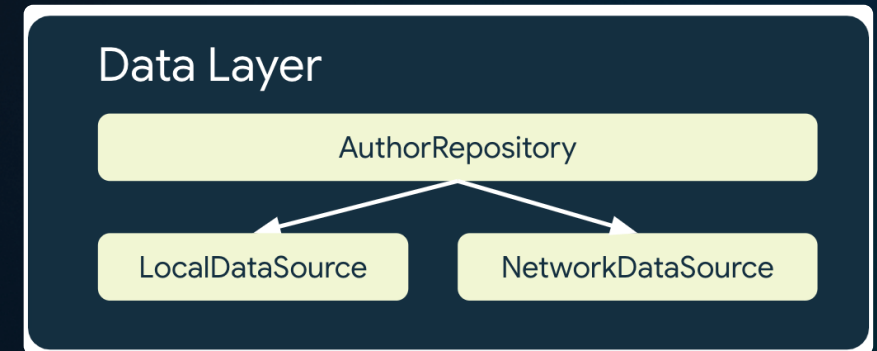 Data Layer
AuthorRepository
LocalDataSource
NetworkDataSource